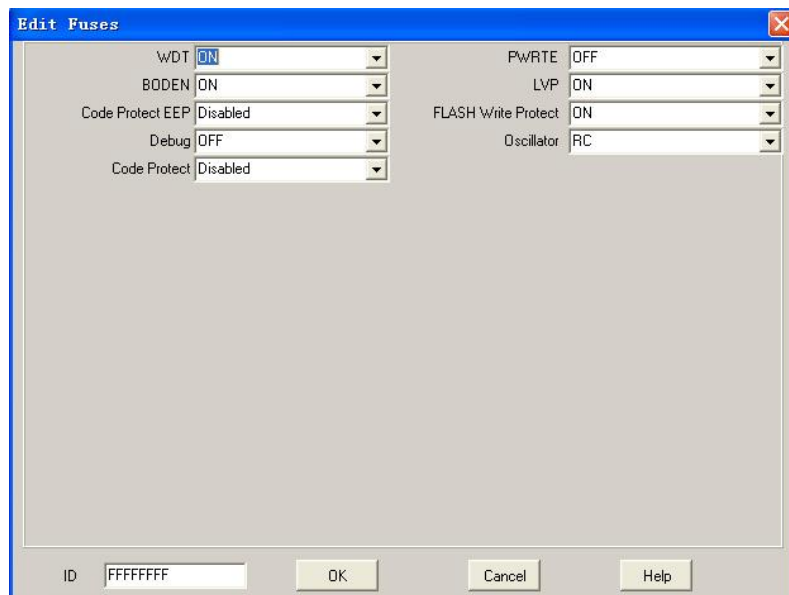 Edit Fuses
WDT ON PWRTE OFF
BODEN ON LVP ON
Code Protect EEP Disabled FLASH Write Protect ON
Debug OFF Oscillator RC
Code Protect Disabled
ID FFFFFFFF OK Cancel Help